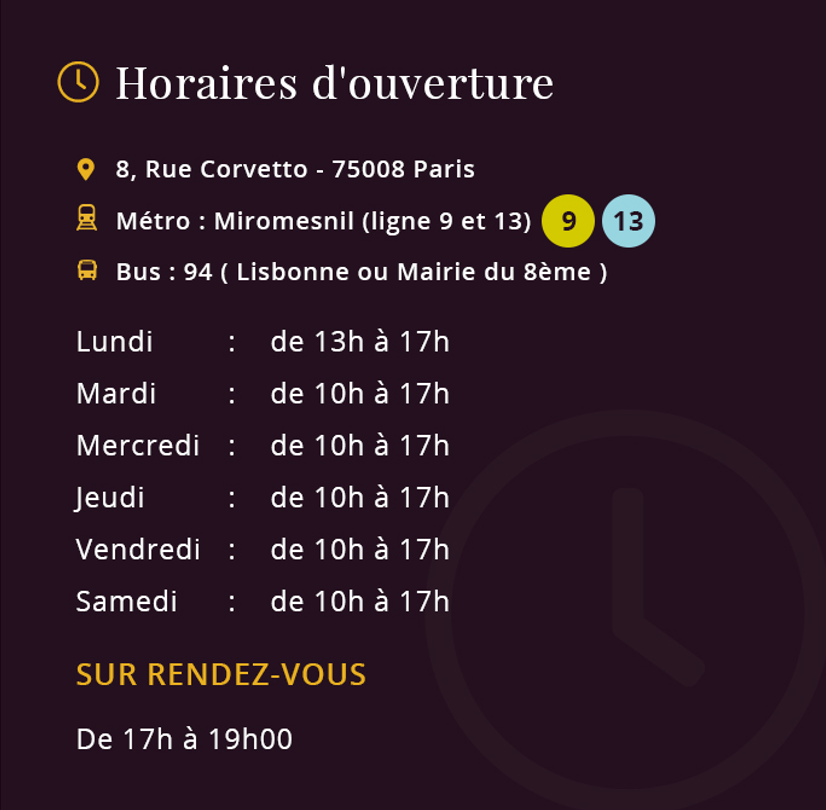 Horaires d'ouverture
8, Rue Corvetto - 75008 Paris
Métro : Miromesnil (ligne 9 et 13) 9 13
Bus : 94 ( Lisbonne ou Mairie du 8ème )
Lundi : de 13h à 17h
Mardi : de 10h à 17h
Mercredi : de 10h à 17h
Jeudi : de 10h à 17h
Vendredi : de 10h à 17h
Samedi : de 10h à 17h
SUR RENDEZ-VOUS
De 17h à 19h00